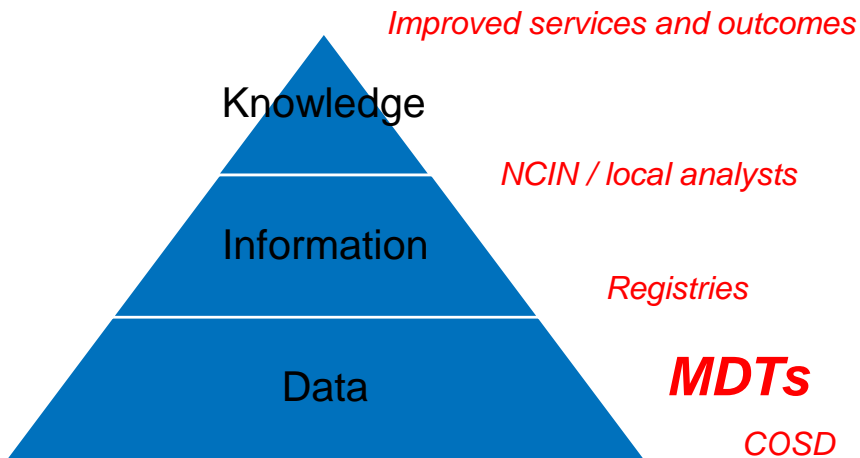 Improved services and outcomes
Knowledge
NCIN / local analysts
Information
Registries
MDTs
Data
COSD